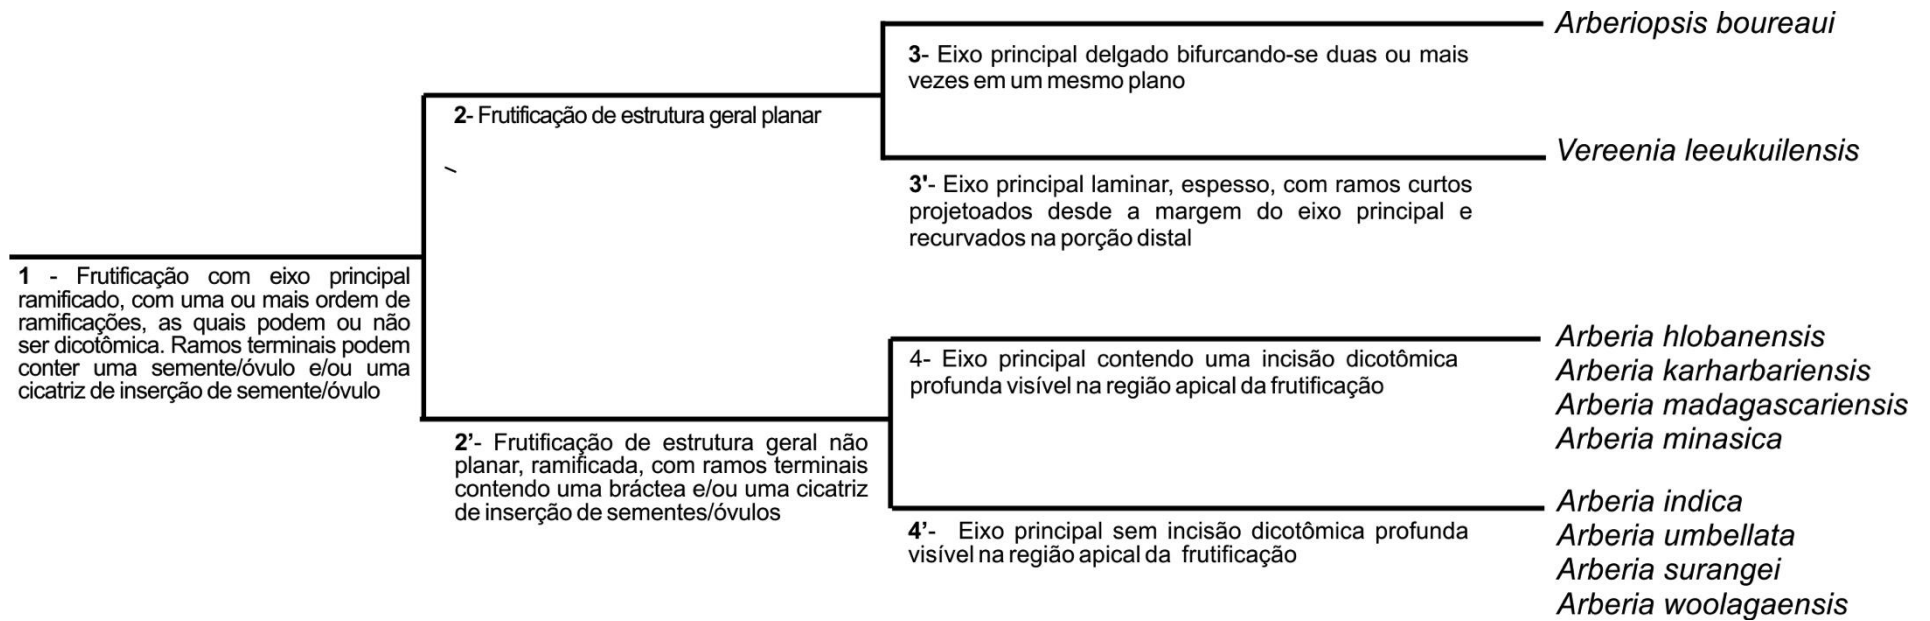 Arberiopsis boureaui
3- Eixo principal delgado bifurcando-se duas ou mais
vezes em um mesmo plano
2- Frutificação de estrutura geral planar
Vereenia leeukuilensis
3'- Eixo principal laminar, espesso, com ramos curtos
projetoados desde a margem do eixo principal e
recurvados na porção distal
1 - Frutificação com eixo principal
ramificado, com uma ou mais ordem de
ramificações, as quais podem ou não
ser dicotômica. Ramos terminais podem
conter uma semente/óvulo e/ou uma
cicatriz de inserção de semente/óvulo
Arberia hlobanensis
Arberia karharbariensis
Arberia madagascariensis
Arberia minasica
4- Eixo principal contendo uma incisão dicotômica
profunda visível na região apical da frutificação
2’- Frutificação de estrutura geral não
planar, ramificada, com ramos terminais
contendo uma bráctea e/ou uma cicatriz
de inserção de sementes/óvulos
Arberia indica
Arberia umbellata
Arberia surangei
Arberia woolagaensis
4’- Eixo principal sem incisão dicotômica profunda
visível na região apical da frutificação